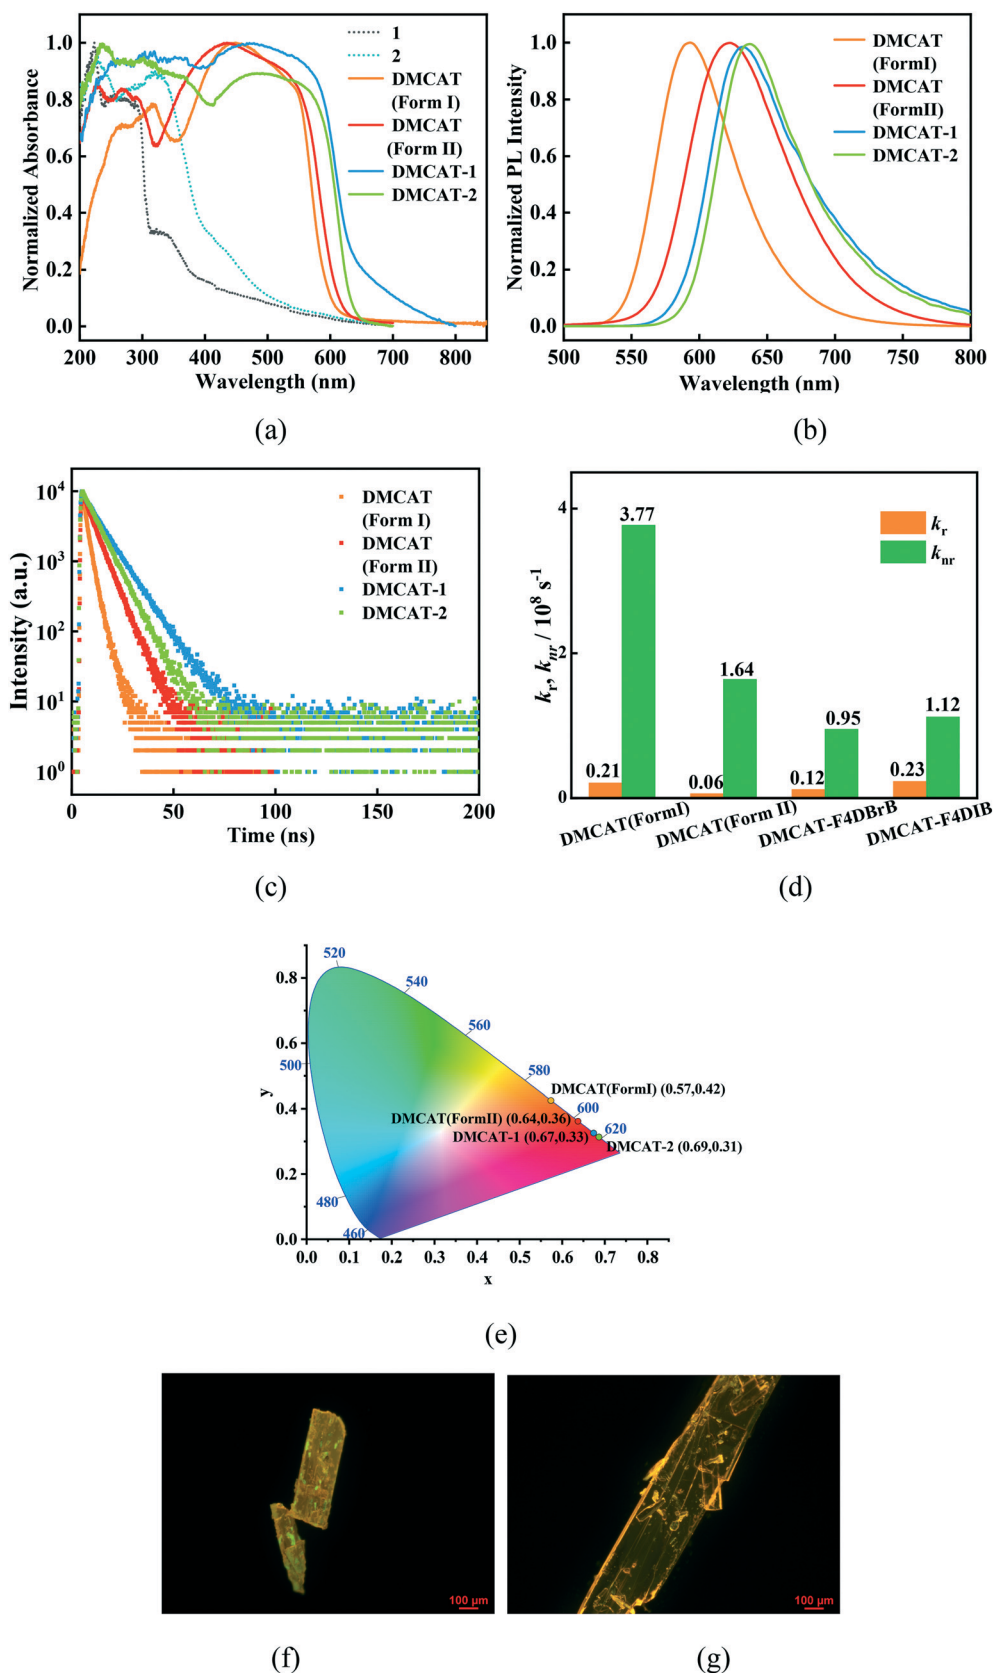 1.0
0.8
0.6
0.4
0.2
0.0
Normalized Absorbance
200 300 400 500 600 700 800
Wavelength (nm)
1
2
DMCAT
(Form I)
DMCAT
(Form II)
DMCAT-1
DMCAT-2
(a)
1.0
0.8
0.6
0.4
0.2
0.0
Normalized PL Intensity
500 550 600 650 700 750 800
Wavelength (nm)
DMCAT
(FormI)
DMCAT
(FormII)
DMCAT-1
DMCAT-2
(b)
10⁴
10³
10²
10¹
10⁰
Intensity (a.u.)
0 50 100 150 200
Time (ns)
DMCAT
(Form I)
DMCAT
(Form II)
DMCAT-1
DMCAT-2
(c)
4
2
0
kr, knr / 10⁸ s⁻¹
kr
knr
3.77
1.64
0.95
1.12
0.21
0.06
0.12
0.23
DMCAT(FormI)
DMCAT(Form II)
DMCAT-F4DBrB
DMCAT-F4DIB
(d)
0.8
0.6
0.4
0.2
0.0
y
0.0 0.1 0.2 0.3 0.4 0.5 0.6 0.7 0.8
x
520
540
560
500
580
600
620
480
460
DMCAT(FormI) (0.57,0.42)
DMCAT(FormII) (0.64,0.36)
DMCAT-1 (0.67,0.33)
DMCAT-2 (0.69,0.31)
(e)
100 μm
100 μm
(f)
(g)